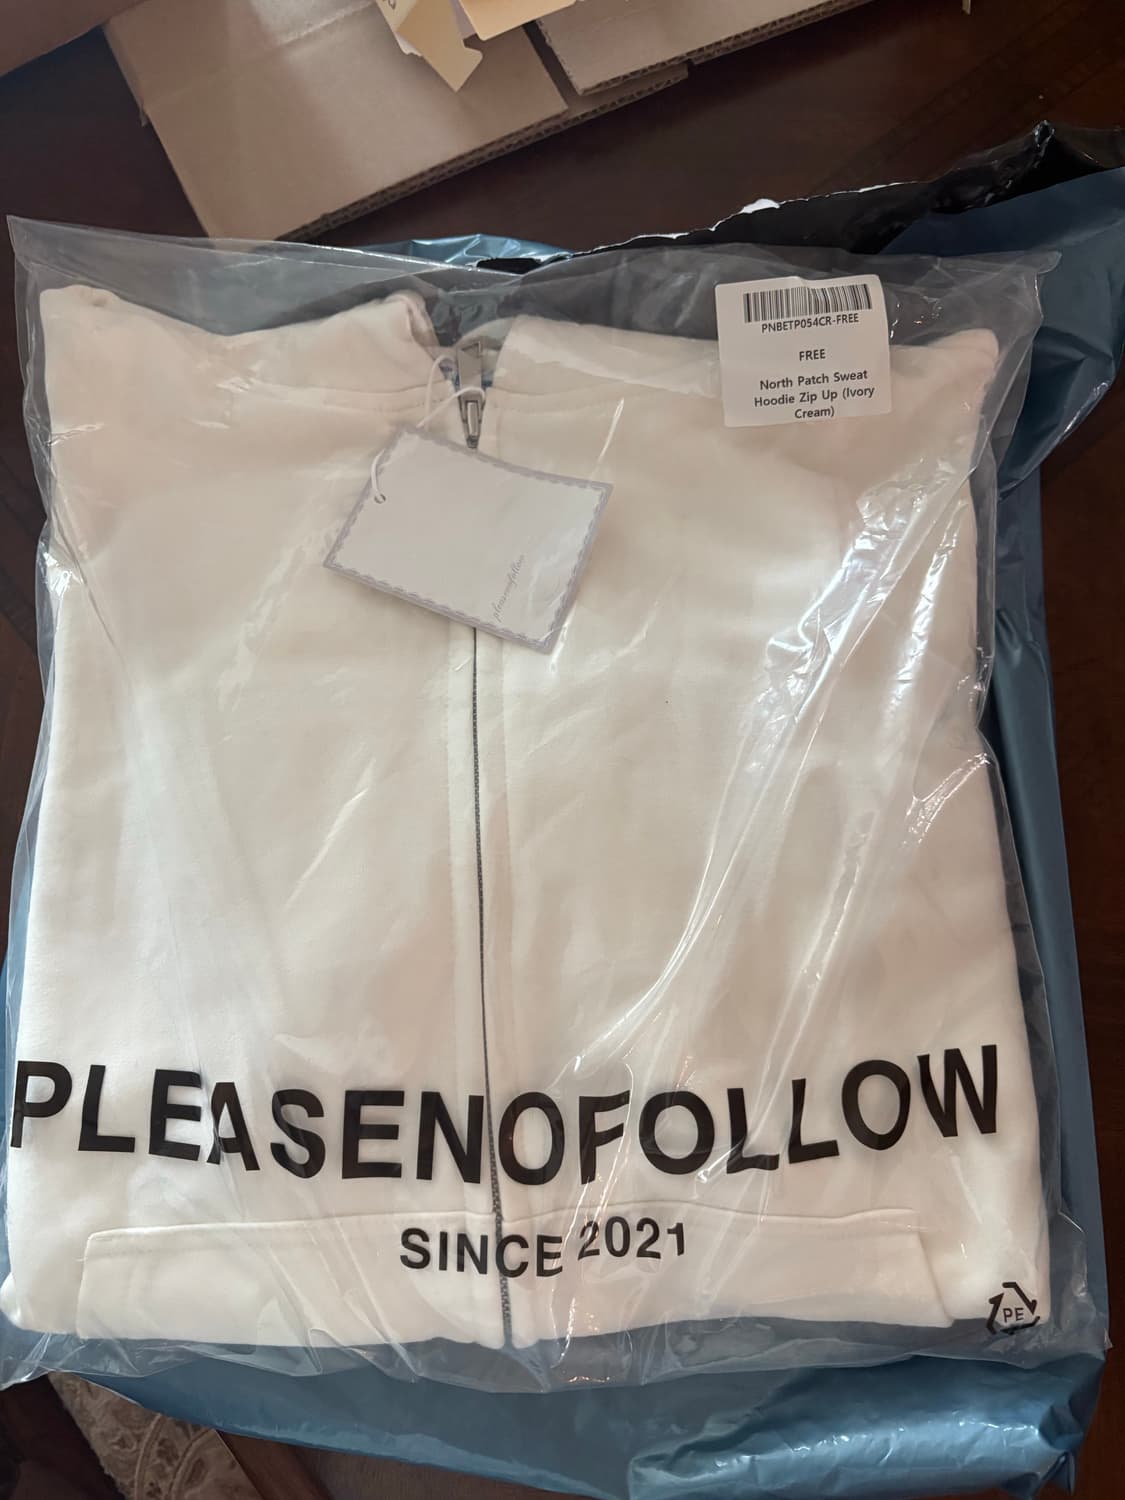 PNBETP054CR-FREE
FREE
North Patch Sweat
Hoodie Zip Up (Ivory
Cream)
pleasenofollow
PLEASENOFOLLOW
SINCE 2021
PE